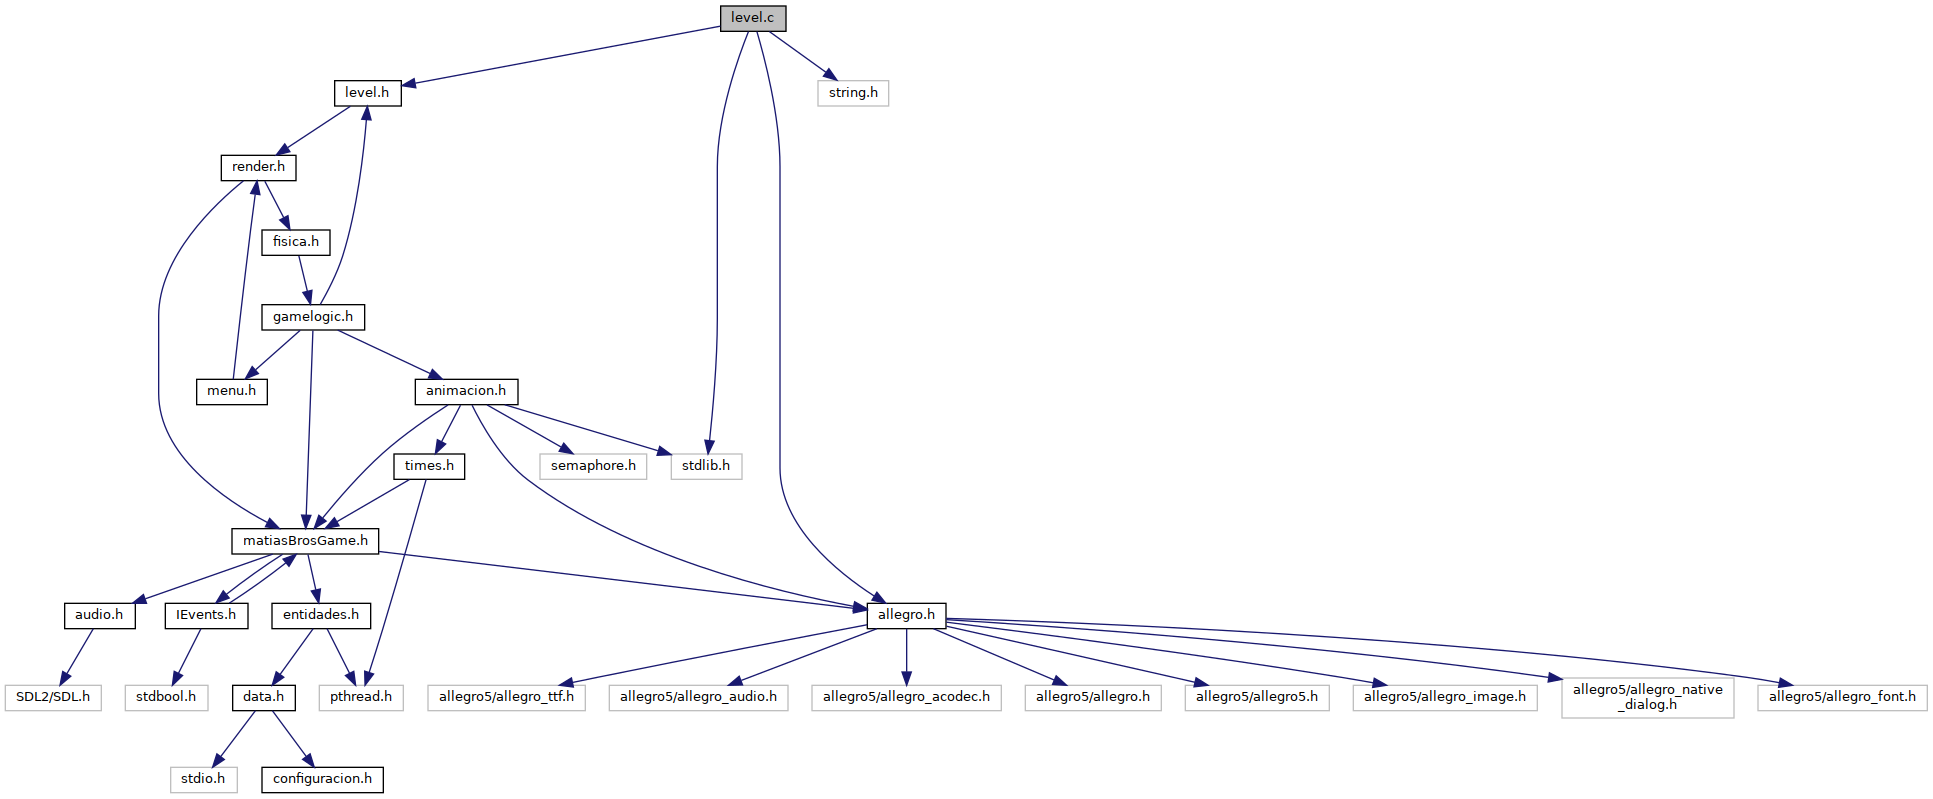 level.c
level.h
string.h
render.h
fisica.h
gamelogic.h
menu.h
animacion.h
times.h
semaphore.h
stdlib.h
matiasBrosGame.h
audio.h
IEvents.h
entidades.h
allegro.h
SDL2/SDL.h
stdbool.h
data.h
pthread.h
allegro5/allegro_ttf.h
allegro5/allegro_audio.h
allegro5/allegro_acodec.h
allegro5/allegro.h
allegro5/allegro5.h
allegro5/allegro_image.h
allegro5/allegro_native
_dialog.h
allegro5/allegro_font.h
stdio.h
configuracion.h